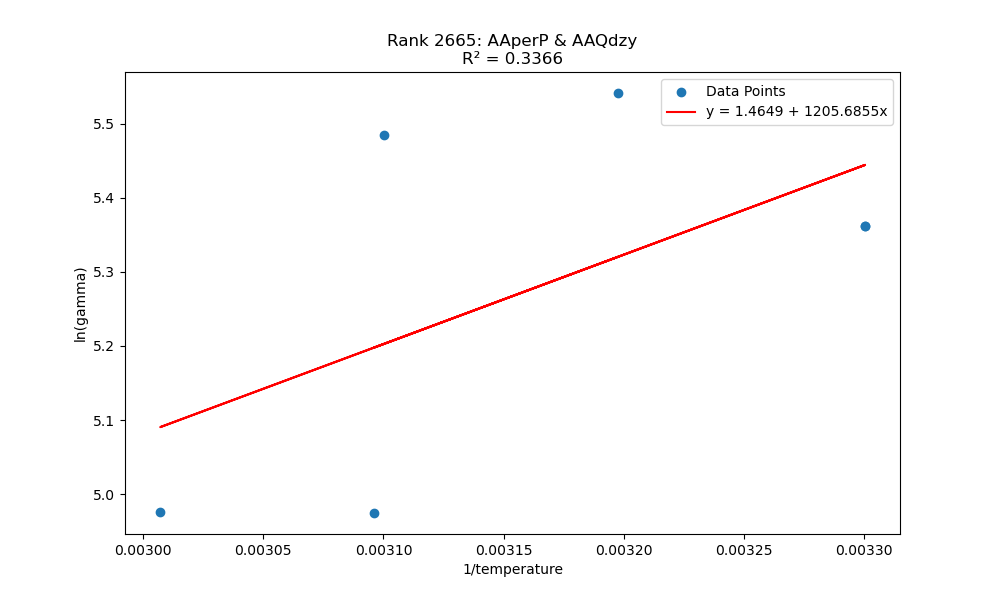 Rank 2665: AAperP & AAQdzy
R² = 0.3366
Data Points
y = 1.4649 + 1205.6855x
5.5
5.4
5.3
5.2
5.1
5.0
ln(gamma)
0.00300
0.00305
0.00310
0.00315
0.00320
0.00325
0.00330
1/temperature